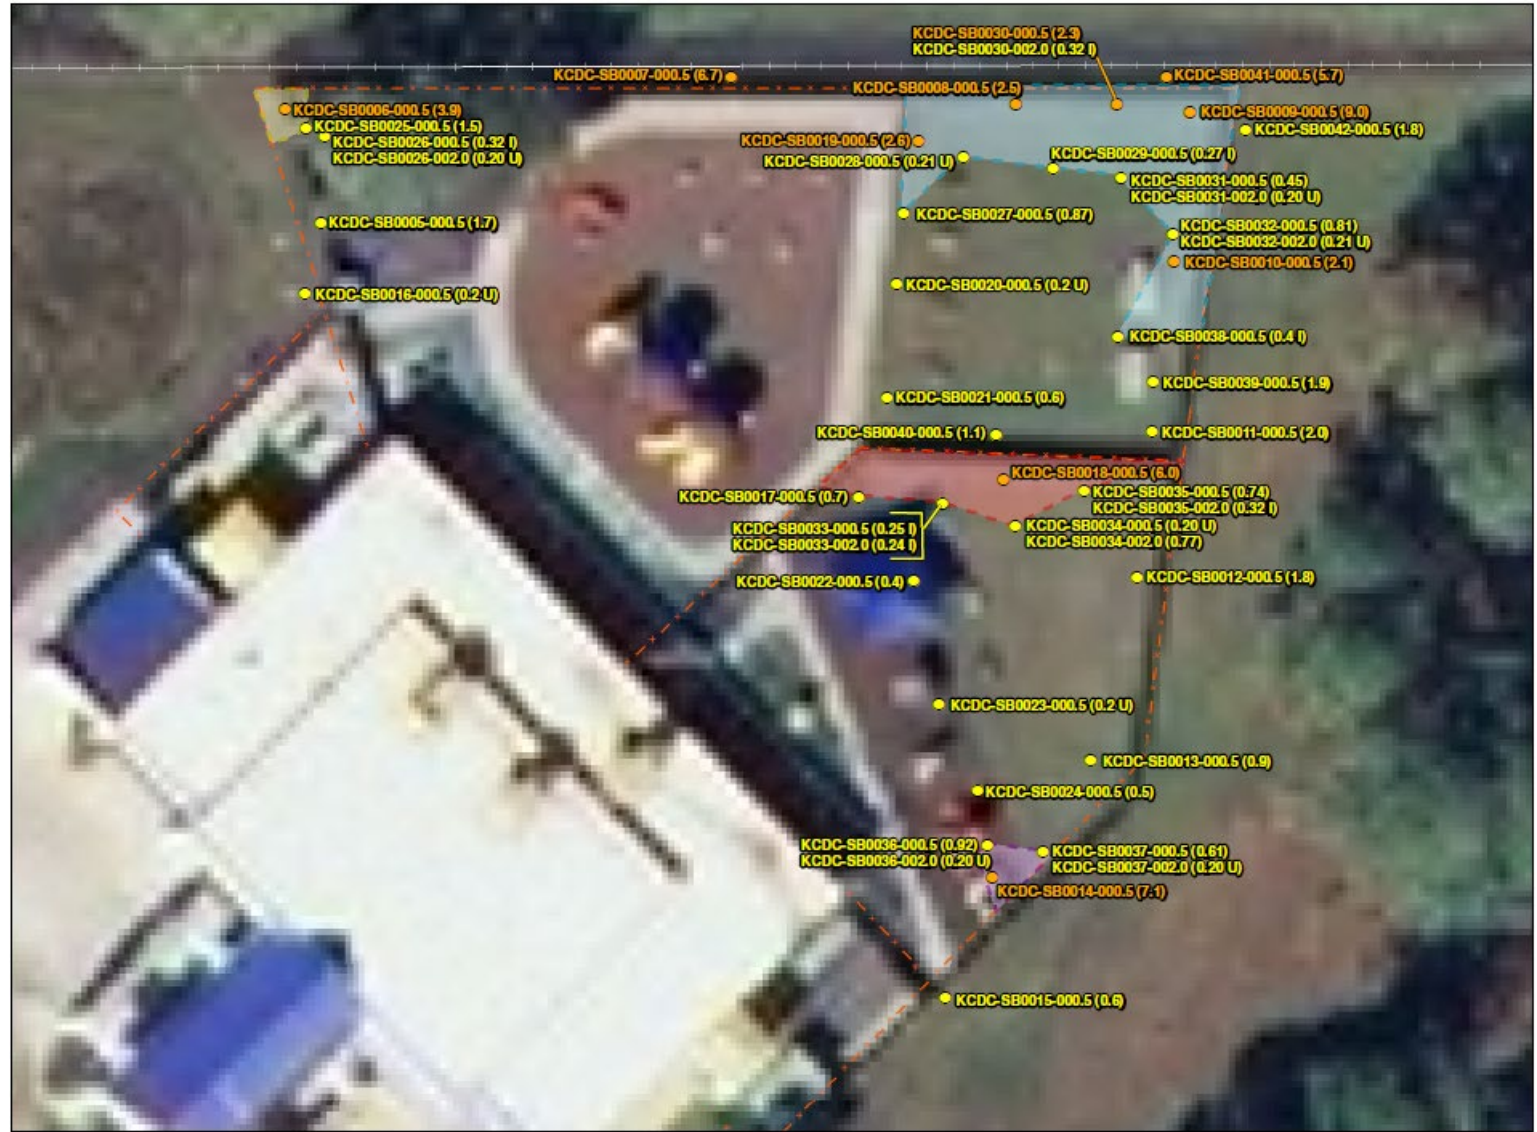 KCDC-SB0030-000.5 (2.3)
KCDC-SB0030-002.0 (0.32 I)
KCDC-SB0007-000.5 (6.7)
KCDC-SB0041-000.5 (5.7)
KCDC-SB0008-000.5 (2.5)
KCDC-SB0006-000.5 (3.9)
KCDC-SB0009-000.5 (9.0)
KCDC-SB0025-000.5 (1.5)
KCDC-SB0042-000.5 (1.8)
KCDC-SB0026-000.5 (0.32 I)
KCDC-SB0026-002.0 (0.20 U)
KCDC-SB0019-000.5 (2.6)
KCDC-SB0028-000.5 (0.21 U)
KCDC-SB0029-000.5 (0.27 I)
KCDC-SB0031-000.5 (0.45)
KCDC-SB0031-002.0 (0.20 U)
KCDC-SB0027-000.5 (0.87)
KCDC-SB0005-000.5 (1.7)
KCDC-SB0032-000.5 (0.81)
KCDC-SB0032-002.0 (0.21 U)
KCDC-SB0010-000.5 (2.1)
KCDC-SB0020-000.5 (0.2 U)
KCDC-SB0016-000.5 (0.2 U)
KCDC-SB0038-000.5 (0.4 I)
KCDC-SB0039-000.5 (1.9)
KCDC-SB0021-000.5 (0.6)
KCDC-SB0040-000.5 (1.1)
KCDC-SB0011-000.5 (2.0)
KCDC-SB0018-000.5 (6.0)
KCDC-SB0017-000.5 (0.7)
KCDC-SB0035-000.5 (0.74)
KCDC-SB0035-002.0 (0.32 I)
KCDC-SB0033-000.5 (0.25 I)
KCDC-SB0033-002.0 (0.24 I)
KCDC-SB0034-000.5 (0.20 U)
KCDC-SB0034-002.0 (0.77)
KCDC-SB0022-000.5 (0.4)
KCDC-SB0012-000.5 (1.8)
KCDC-SB0023-000.5 (0.2 U)
KCDC-SB0013-000.5 (0.9)
KCDC-SB0024-000.5 (0.5)
KCDC-SB0036-000.5 (0.92)
KCDC-SB0036-002.0 (0.20 U)
KCDC-SB0037-000.5 (0.61)
KCDC-SB0037-002.0 (0.20 U)
KCDC-SB0014-000.5 (7.1)
KCDC-SB0015-000.5 (0.6)